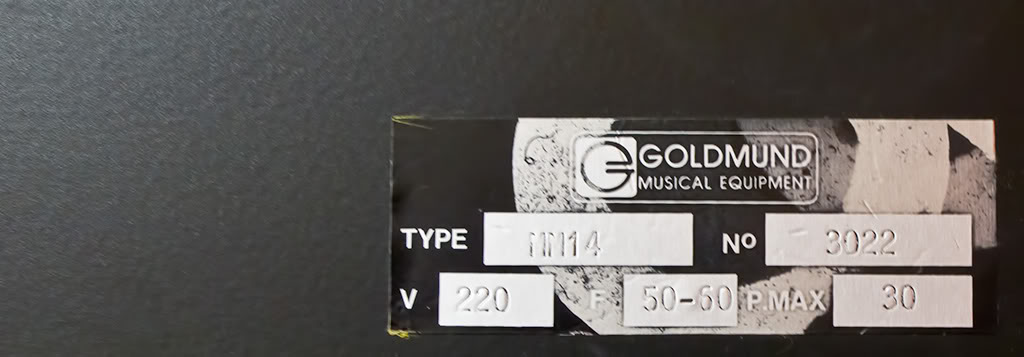 GOLDMUND
MUSICAL EQUIPMENT
TYPE MM14 Nº 3022
V 220 F 50-60 P.MAX 30